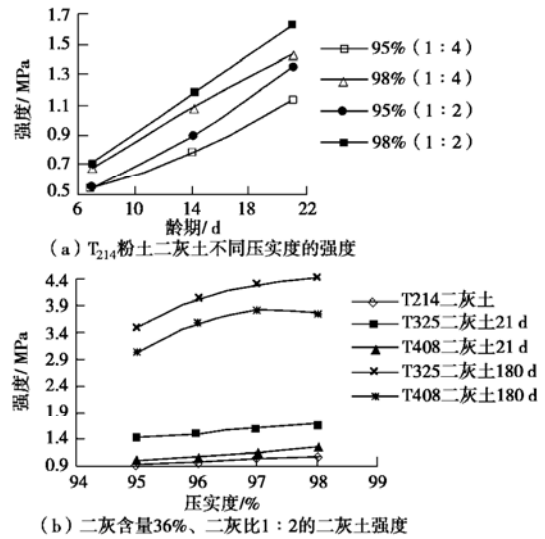 1.7
1.5
1.3
1.1
0.9
0.7
0.5
强度/ MPa
6
10
14
18
22
龄期/ d
95%（1：4）
98%（1：4）
95%（1：2）
98%（1：2）
（a）T214粉土二灰土不同压实度的强度
4.4
3.9
3.4
2.9
2.4
1.9
1.4
0.9
强度/ MPa
94
95
96
97
98
99
压实度/%
T214二灰土
T325二灰土21 d
T408二灰土21 d
T325二灰土180 d
T408二灰土180 d
（b）二灰含量36%、二灰比1：2的二灰土强度